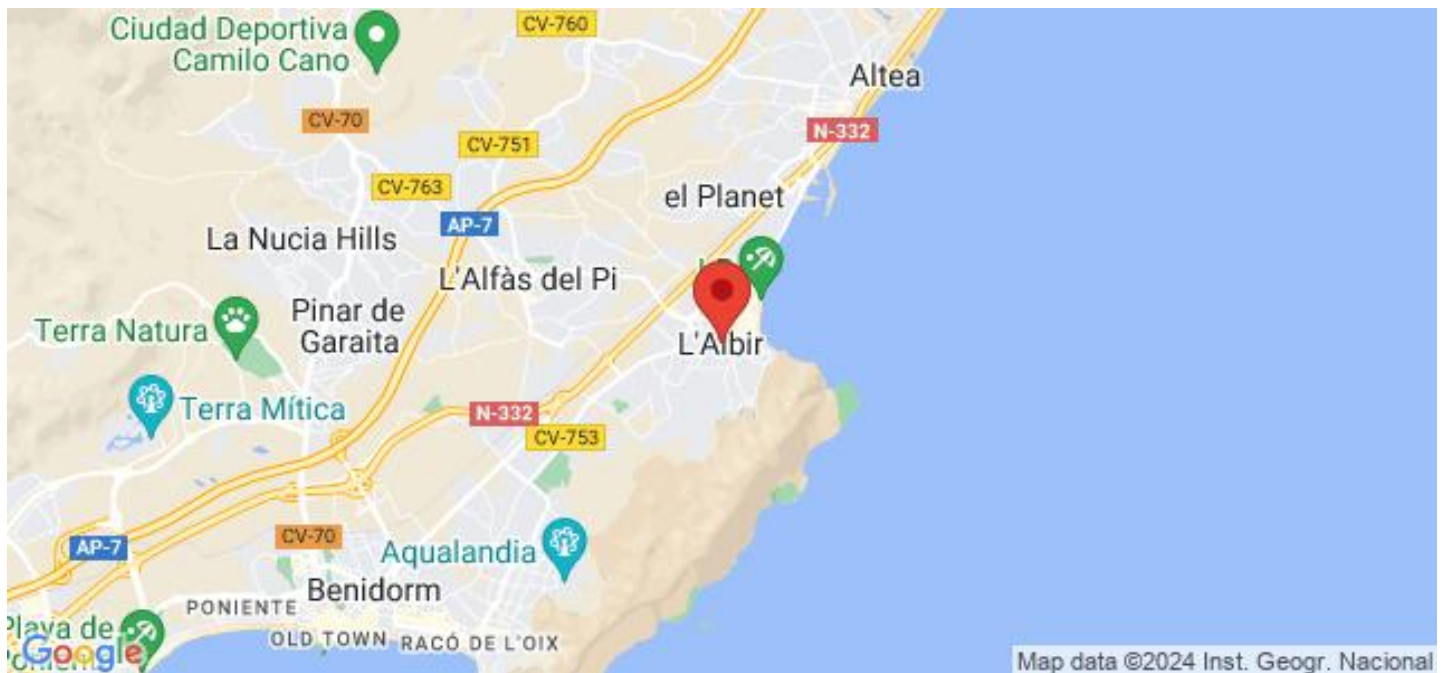 Ciudad Deportiva
Camilo Cano
CV-760
Altea
CV-70
N-332
CV-751
CV-763
el Planet
AP-7
La Nucia Hills
L'Alfàs del Pi
Pinar de
Garaita
Terra Natura
L'Albir
Terra Mítica
N-332
CV-753
CV-70
AP-7
Aqualandia
Benidorm
PONIENTE
Playa de
OLD TOWN
RACÓ DE L'OIX
Google
Map data ©2024 Inst. Geogr. Nacional